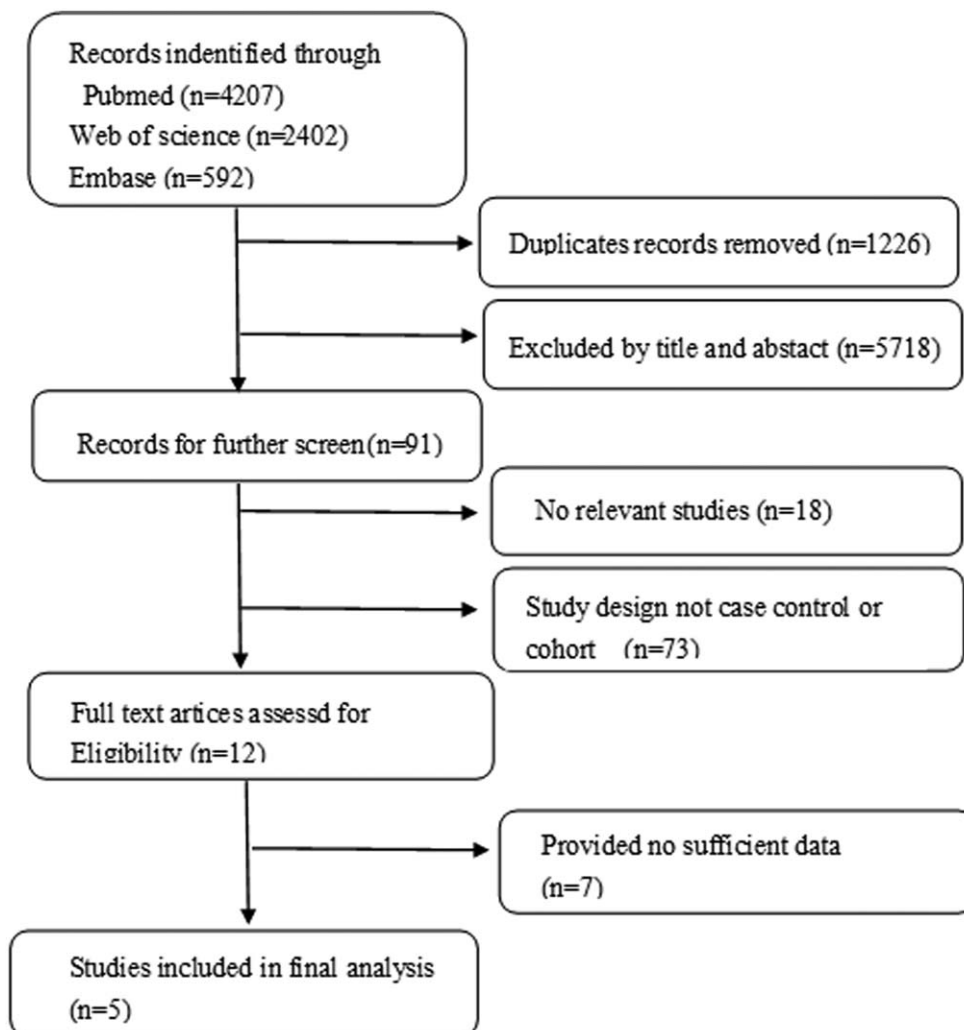 Records indentified through
Pubmed (n=4207)
Web of science (n=2402)
Embase (n=592)
Duplicates records removed (n=1226)
Excluded by title and abstact (n=5718)
Records for further screen(n=91)
No relevant studies (n=18)
Study design not case control or
cohort (n=73)
Full text artices assessd for
Eligibility (n=12)
Provided no sufficient data
(n=7)
Studies included in final analysis
(n=5)